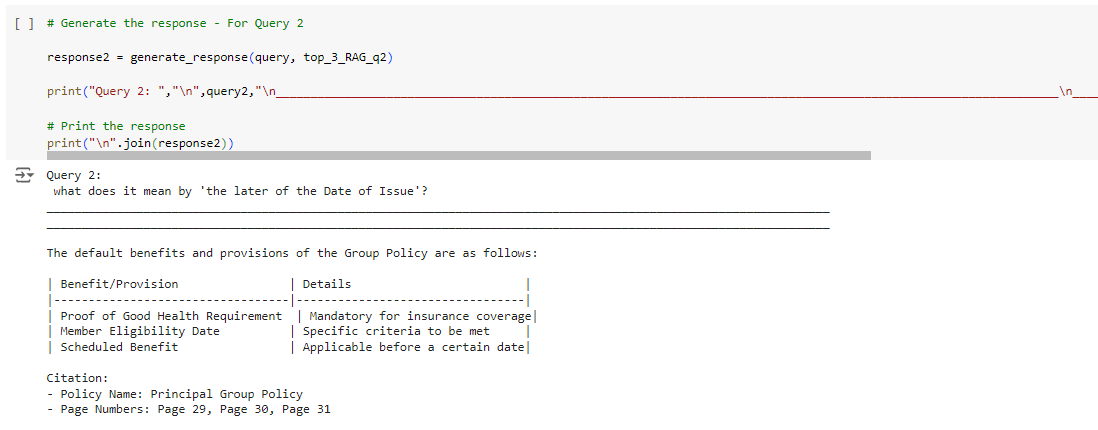 [ ] # Generate the response - For Query 2
response2 = generate_response(query, top_3_RAG_q2)
print("Query 2: ","\n",query2,"\n__________________________________________________________________________________________________________________\n____
# Print the response
print("\n".join(response2))
Query 2:
what does it mean by 'the later of the Date of Issue'?
__________________________________________________________________________________________________________________
__________________________________________________________________________________________________________________
The default benefits and provisions of the Group Policy are as follows:
| Benefit/Provision | Details |
|----------------------------------|---------------------------------|
| Proof of Good Health Requirement | Mandatory for insurance coverage|
| Member Eligibility Date | Specific criteria to be met |
| Scheduled Benefit | Applicable before a certain date|
Citation:
- Policy Name: Principal Group Policy
- Page Numbers: Page 29, Page 30, Page 31